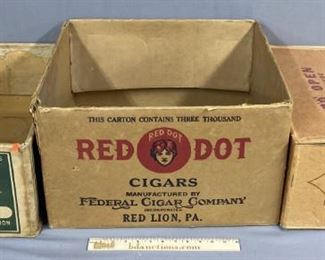 THIS CARTON CONTAINS THREE THOUSAND
RED DOT
RED DOT
CIGARS
MANUFACTURED BY
FEDERAL CIGAR COMPANY
INCORPORATED
RED LION, PA.
OPEN